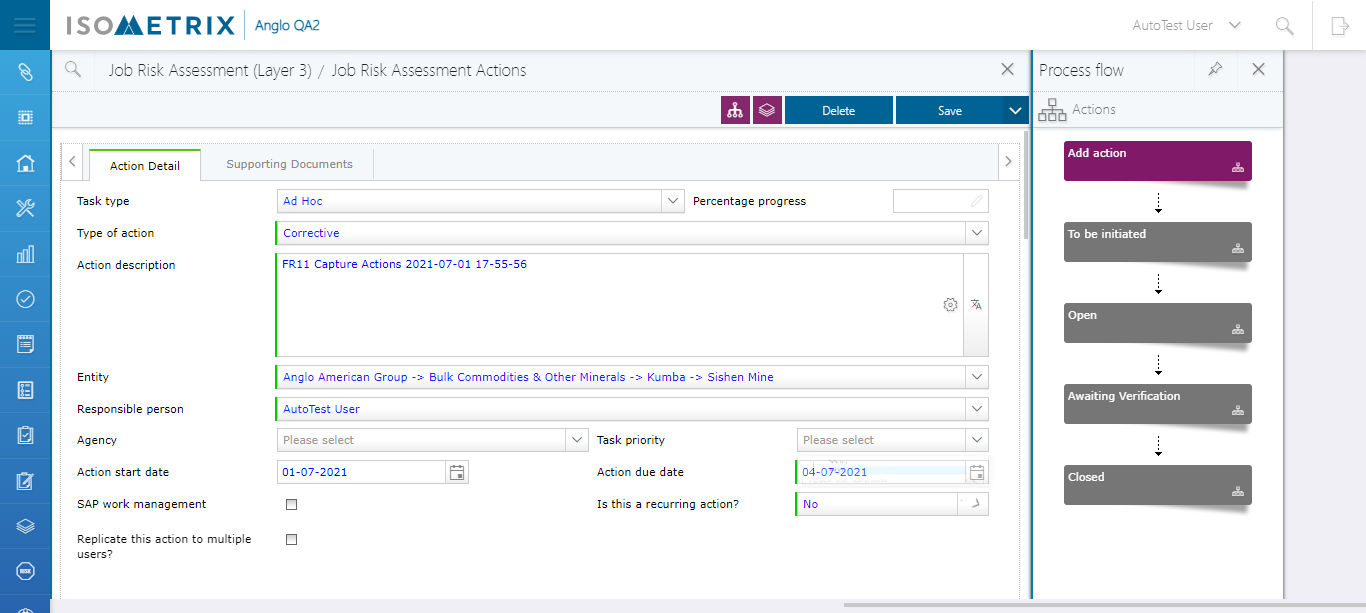 ISOMETRIX Anglo QA2 AutoTest User
Job Risk Assessment (Layer 3) / Job Risk Assessment Actions
Delete Save
Action Detail Supporting Documents
Task type Ad Hoc Percentage progress
Type of action Corrective
Action description FR11 Capture Actions 2021-07-01 17-55-56
Entity Anglo American Group -> Bulk Commodities & Other Minerals -> Kumba -> Sishen Mine
Responsible person AutoTest User
Agency Please select Task priority Please select
Action start date 01-07-2021 Action due date 04-07-2021
SAP work management Is this a recurring action? No
Replicate this action to multiple
users?
Process flow
Actions
Add action
To be initiated
Open
Awaiting Verification
Closed